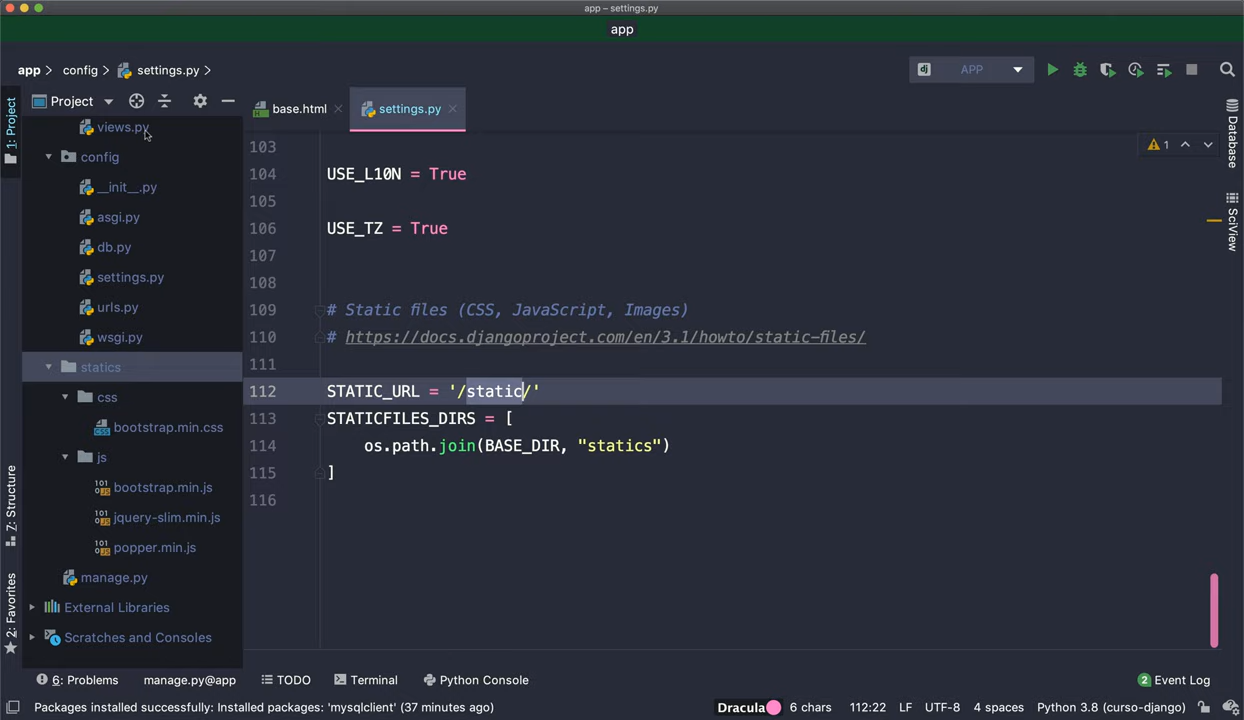 app – settings.py
app
app > config > settings.py >
APP
1: Project
Project
base.html
settings.py
views.py
config
__init__.py
asgi.py
db.py
settings.py
urls.py
wsgi.py
statics
css
bootstrap.min.css
js
bootstrap.min.js
jquery-slim.min.js
popper.min.js
manage.py
External Libraries
Scratches and Consoles
103
104 USE_L10N = True
105
106 USE_TZ = True
107
108
109 # Static files (CSS, JavaScript, Images)
110 # https://docs.djangoproject.com/en/3.1/howto/static-files/
111
112 STATIC_URL = '/static/'
113 STATICFILES_DIRS = [
114 os.path.join(BASE_DIR, "statics")
115 ]
116
1
Database
SciView
7: Structure
2: Favorites
6: Problems
manage.py@app
TODO
Terminal
Python Console
2 Event Log
Packages installed successfully: Installed packages: 'mysqlclient' (37 minutes ago)
Dracula 6 chars 112:22 LF UTF-8 4 spaces Python 3.8 (curso-django)